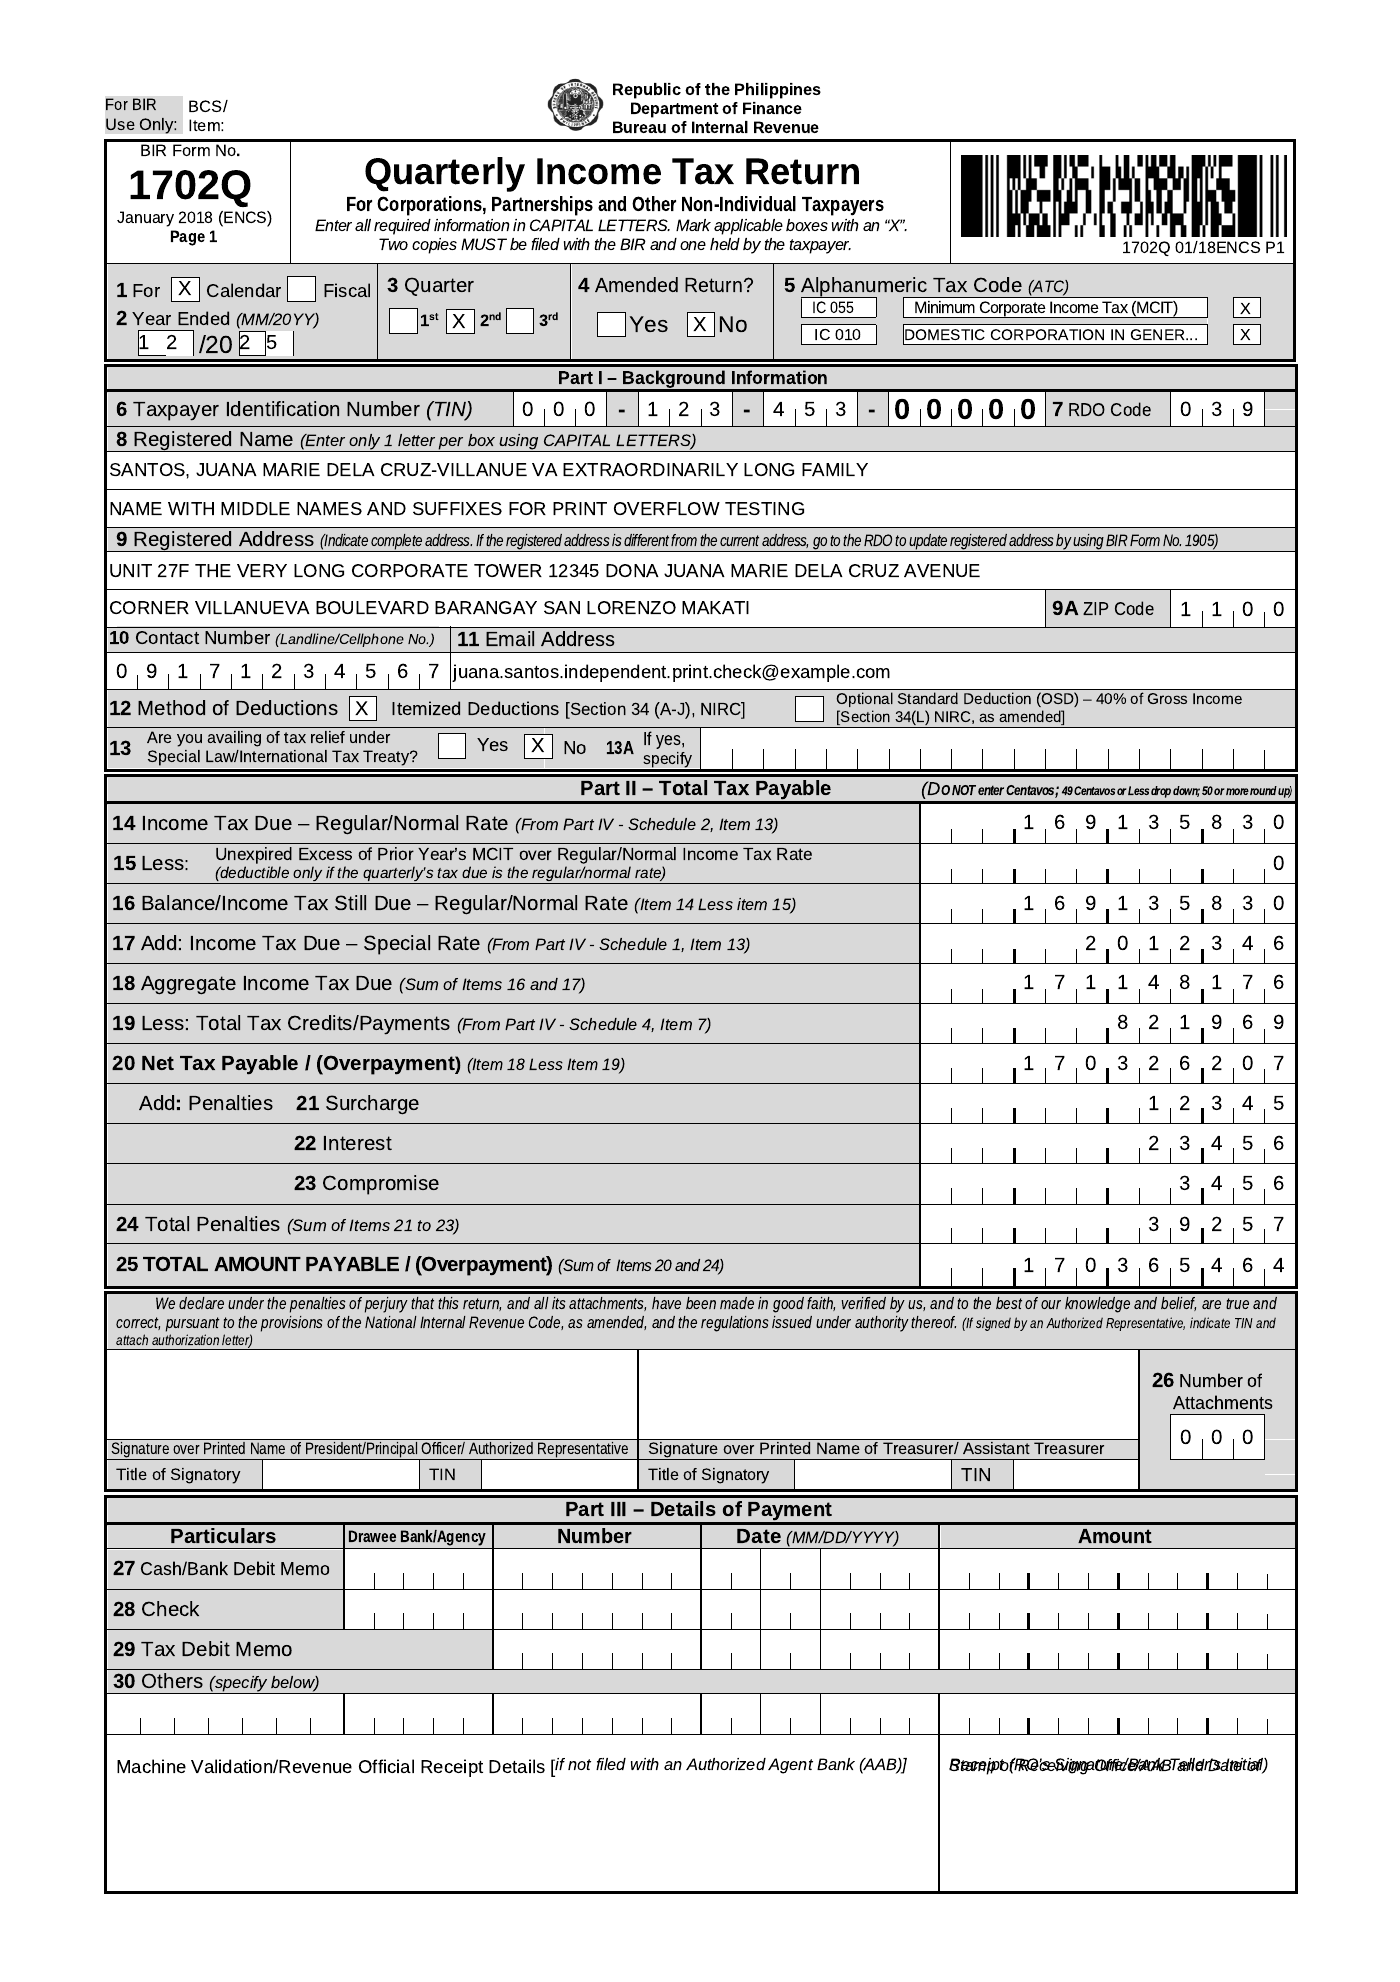 Republic of the Philippines
For BIR BCS/ Department of Finance
Use Only: Item: Bureau of Internal Revenue
BIR Form No.
1702Q
January 2018 (ENCS)
Page 1
Quarterly Income Tax Return
For Corporations, Partnerships and Other Non-Individual Taxpayers
Enter all required information in CAPITAL LETTERS. Mark applicable boxes with an “X”.
Two copies MUST be filed with the BIR and one held by the taxpayer.
1702Q 01/18ENCS P1
1 For X Calendar Fiscal
2 Year Ended (MM/20YY)
1 2 /20 2 5
3 Quarter
1st X 2nd 3rd
4 Amended Return?
Yes X No
5 Alphanumeric Tax Code (ATC)
IC 055 Minimum Corporate Income Tax (MCIT) X
IC 010 DOMESTIC CORPORATION IN GENER... X
Part I – Background Information
6 Taxpayer Identification Number (TIN) 0 0 0 - 1 2 3 - 4 5 3 - 0 0 0 0 0 7 RDO Code 0 3 9
8 Registered Name (Enter only 1 letter per box using CAPITAL LETTERS)
SANTOS, JUANA MARIE DELA CRUZ-VILLANUE VA EXTRAORDINARILY LONG FAMILY
NAME WITH MIDDLE NAMES AND SUFFIXES FOR PRINT OVERFLOW TESTING
9 Registered Address (Indicate complete address. If the registered address is different from the current address, go to the RDO to update registered address by using BIR Form No. 1905)
UNIT 27F THE VERY LONG CORPORATE TOWER 12345 DONA JUANA MARIE DELA CRUZ AVENUE
CORNER VILLANUEVA BOULEVARD BARANGAY SAN LORENZO MAKATI 9A ZIP Code 1 1 0 0
10 Contact Number (Landline/Cellphone No.) 11 Email Address
0 9 1 7 1 2 3 4 5 6 7 juana.santos.independent.print.check@example.com
12 Method of Deductions X Itemized Deductions [Section 34 (A-J), NIRC] Optional Standard Deduction (OSD) – 40% of Gross Income
[Section 34(L) NIRC, as amended]
13 Are you availing of tax relief under
Special Law/International Tax Treaty? Yes X No 13A If yes,
specify
Part II – Total Tax Payable (DO NOT enter Centavos; 49 Centavos or Less drop down; 50 or more round up)
14 Income Tax Due – Regular/Normal Rate (From Part IV - Schedule 2, Item 13) 1 6 9 1 3 5 8 3 0
15 Less: Unexpired Excess of Prior Year’s MCIT over Regular/Normal Income Tax Rate
(deductible only if the quarterly’s tax due is the regular/normal rate) 0
16 Balance/Income Tax Still Due – Regular/Normal Rate (Item 14 Less item 15) 1 6 9 1 3 5 8 3 0
17 Add: Income Tax Due – Special Rate (From Part IV - Schedule 1, Item 13) 2 0 1 2 3 4 6
18 Aggregate Income Tax Due (Sum of Items 16 and 17) 1 7 1 1 4 8 1 7 6
19 Less: Total Tax Credits/Payments (From Part IV - Schedule 4, Item 7) 8 2 1 9 6 9
20 Net Tax Payable / (Overpayment) (Item 18 Less Item 19) 1 7 0 3 2 6 2 0 7
Add: Penalties 21 Surcharge 1 2 3 4 5
22 Interest 2 3 4 5 6
23 Compromise 3 4 5 6
24 Total Penalties (Sum of Items 21 to 23) 3 9 2 5 7
25 TOTAL AMOUNT PAYABLE / (Overpayment) (Sum of Items 20 and 24) 1 7 0 3 6 5 4 6 4
We declare under the penalties of perjury that this return, and all its attachments, have been made in good faith, verified by us, and to the best of our knowledge and belief, are true and
correct, pursuant to the provisions of the National Internal Revenue Code, as amended, and the regulations issued under authority thereof. (If signed by an Authorized Representative, indicate TIN and
attach authorization letter)
26 Number of
Attachments
0 0 0
Signature over Printed Name of President/Principal Officer/ Authorized Representative Signature over Printed Name of Treasurer/ Assistant Treasurer
Title of Signatory TIN Title of Signatory TIN
Part III – Details of Payment
Particulars Drawee Bank/Agency Number Date (MM/DD/YYYY) Amount
27 Cash/Bank Debit Memo
28 Check
29 Tax Debit Memo
30 Others (specify below)
Machine Validation/Revenue Official Receipt Details [if not filed with an Authorized Agent Bank (AAB)]
Stamp of Receiving Office/AAB and Date of
Receipt (RO’s Signature/Bank Teller’s Initial)